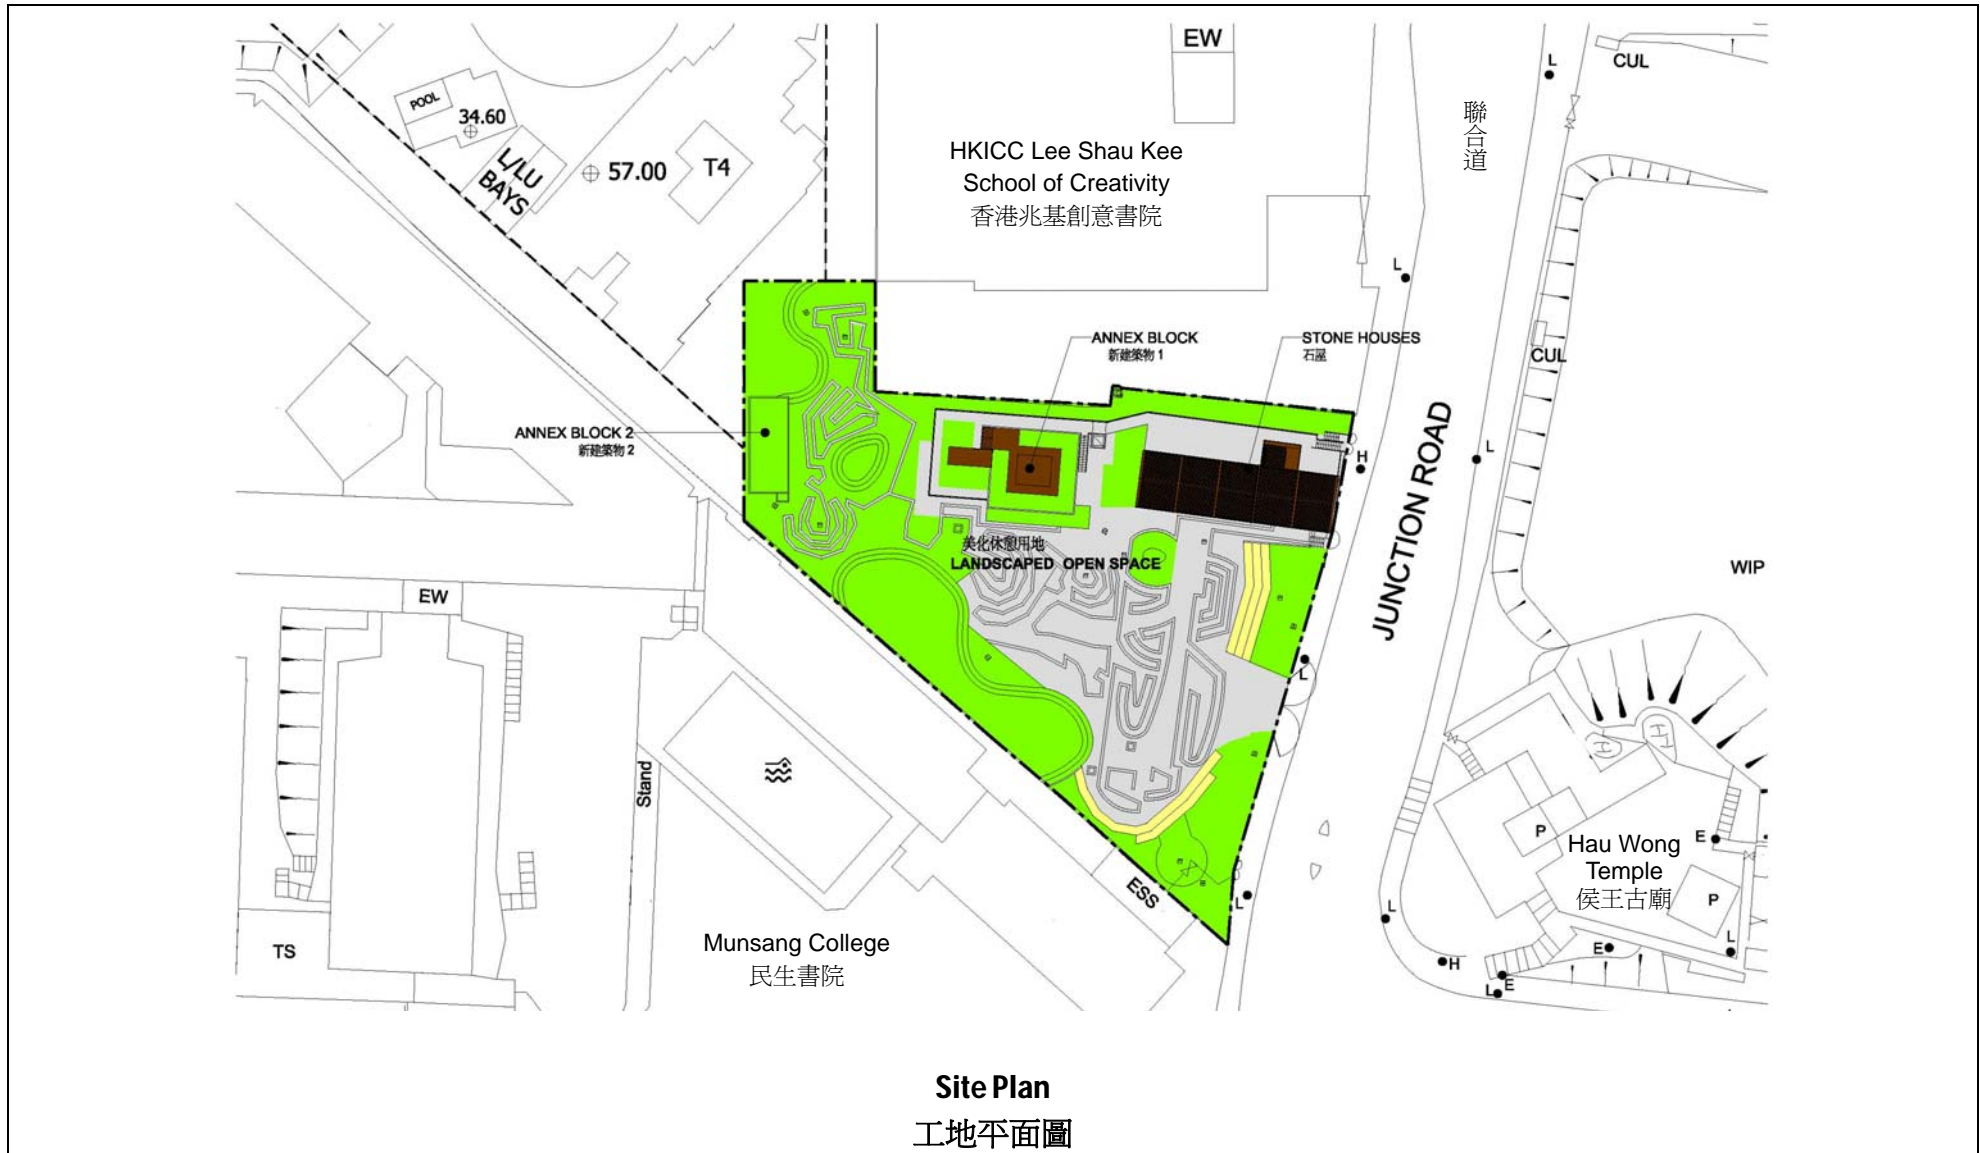 EW
L
CUL
聯合道
POOL
34.60
L/LU
BAYS
57.00
T4
HKICC Lee Shau Kee
School of Creativity
香港兆基創意書院
L
ANNEX BLOCK
新建築物 1
STONE HOUSES
石屋
CUL
ANNEX BLOCK 2
新建築物 2
JUNCTION ROAD
H
L
美化休憩用地
LANDSCAPED OPEN SPACE
WIP
EW
L
Stand
P
E
Hau Wong
Temple
侯王古廟
P
ESS
L
L
L
TS
Munsang College
民生書院
E
H
E
L
Site Plan
工地平面圖